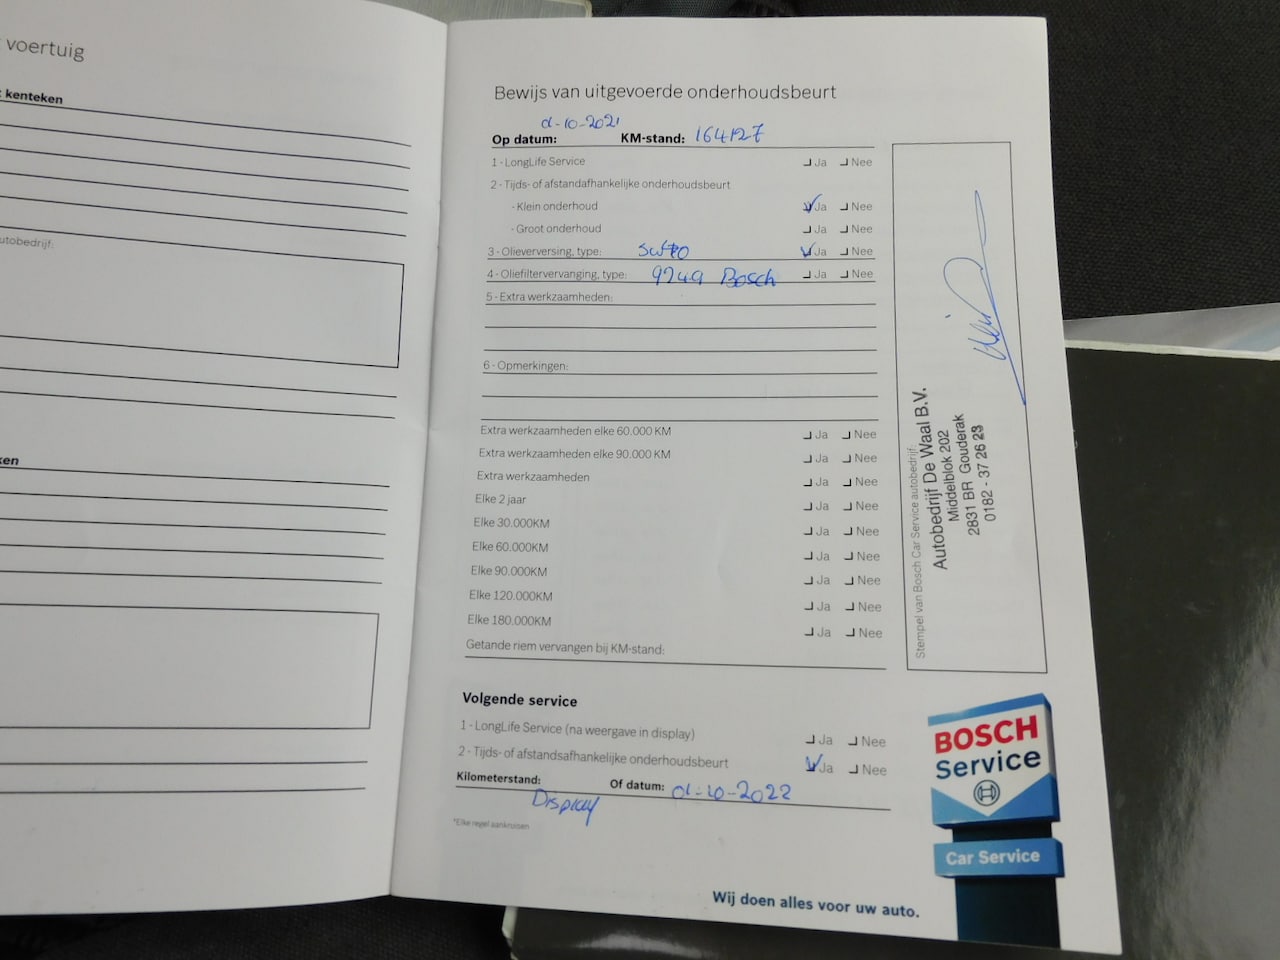 voertuig
kenteken
autobedrijf:
ken
Bewijs van uitgevoerde onderhoudsbeurt
Op datum: 01-10-2021 KM-stand: 164127
1 - LongLife Service Ja Nee
2 - Tijds- of afstandafhankelijke onderhoudsbeurt
- Klein onderhoud Ja Nee
- Groot onderhoud Ja Nee
3 - Olieverversing, type: Ja Nee
4 - Oliefiltervervanging, type: 9249 Bosch Ja Nee
5 - Extra werkzaamheden:
6 - Opmerkingen:
Extra werkzaamheden elke 60.000 KM Ja Nee
Extra werkzaamheden elke 90.000 KM Ja Nee
Extra werkzaamheden Ja Nee
Elke 2 jaar Ja Nee
Elke 30.000KM Ja Nee
Elke 60.000KM Ja Nee
Elke 90.000KM Ja Nee
Elke 120.000KM Ja Nee
Elke 180.000KM Ja Nee
Getande riem vervangen bij KM-stand:
Stempel van Bosch Car Service autobedrijf:
Autobedrijf De Waal B.V.
Middelblok 202
2831 BR Gouderak
0182 - 37 26 23
Volgende service
1 - LongLife Service (na weergave in display) Ja Nee
2 - Tijds- of afstandsafhankelijke onderhoudsbeurt Ja Nee
Kilometerstand: Display Of datum: 01-10-2022
*Elke regel aankruisen
BOSCH
Service
Car Service
Wij doen alles voor uw auto.